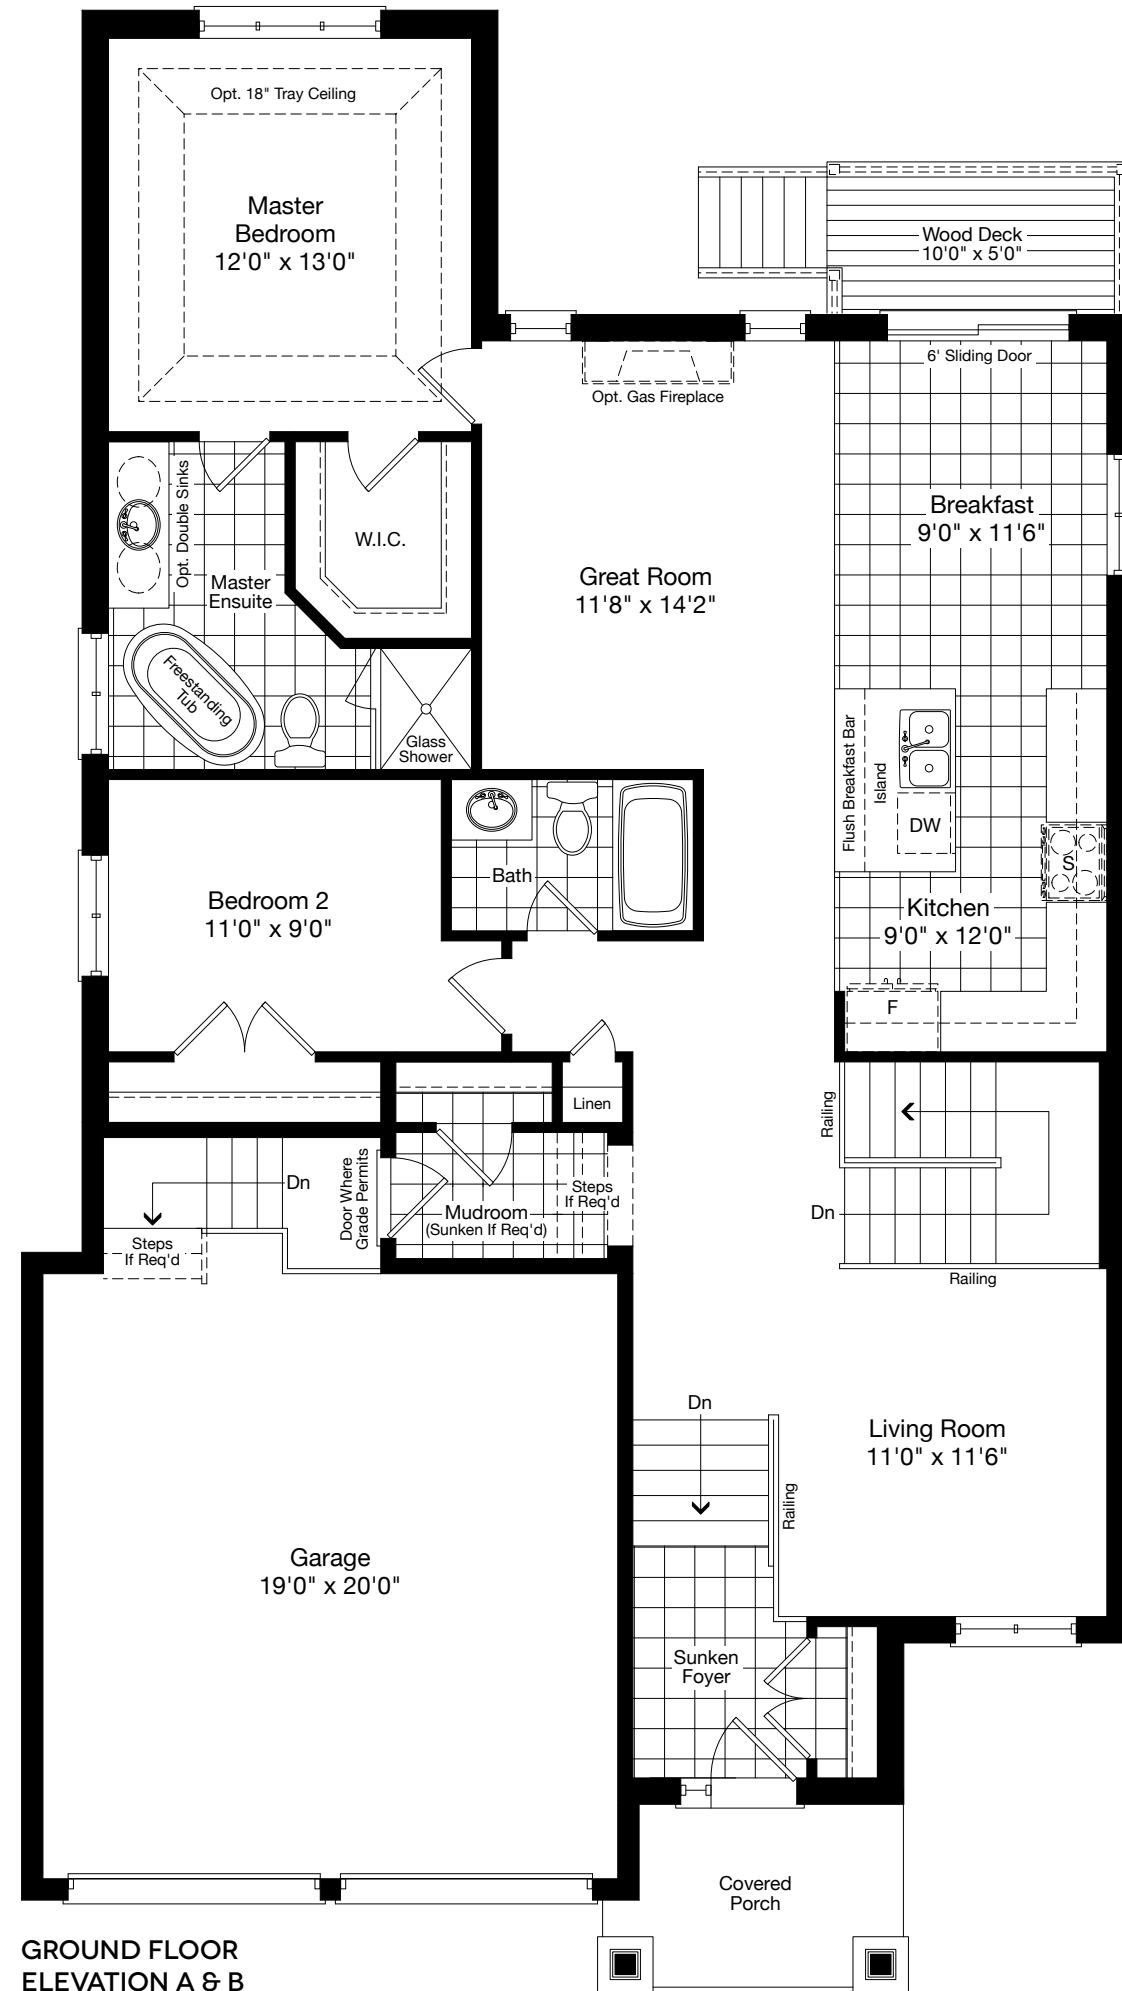 Opt. 18" Tray Ceiling
Master
Bedroom
12'0" x 13'0"
Wood Deck
10'0" x 5'0"
6' Sliding Door
Opt. Gas Fireplace
Opt. Double Sinks
W.I.C.
Master
Ensuite
Great Room
11'8" x 14'2"
Breakfast
9'0" x 11'6"
Freestanding
Tub
Glass
Shower
Flush Breakfast Bar
Island
DW
S
Bath
Bedroom 2
11'0" x 9'0"
Kitchen
9'0" x 12'0"
F
Linen
Railing
Dn
Door Where
Grade Permits
Mudroom
(Sunken If Req'd)
Steps
If Req'd
Dn
Steps
If Req'd
Railing
Dn
Railing
Living Room
11'0" x 11'6"
Garage
19'0" x 20'0"
Sunken
Foyer
Covered
Porch
GROUND FLOOR
ELEVATION A & B